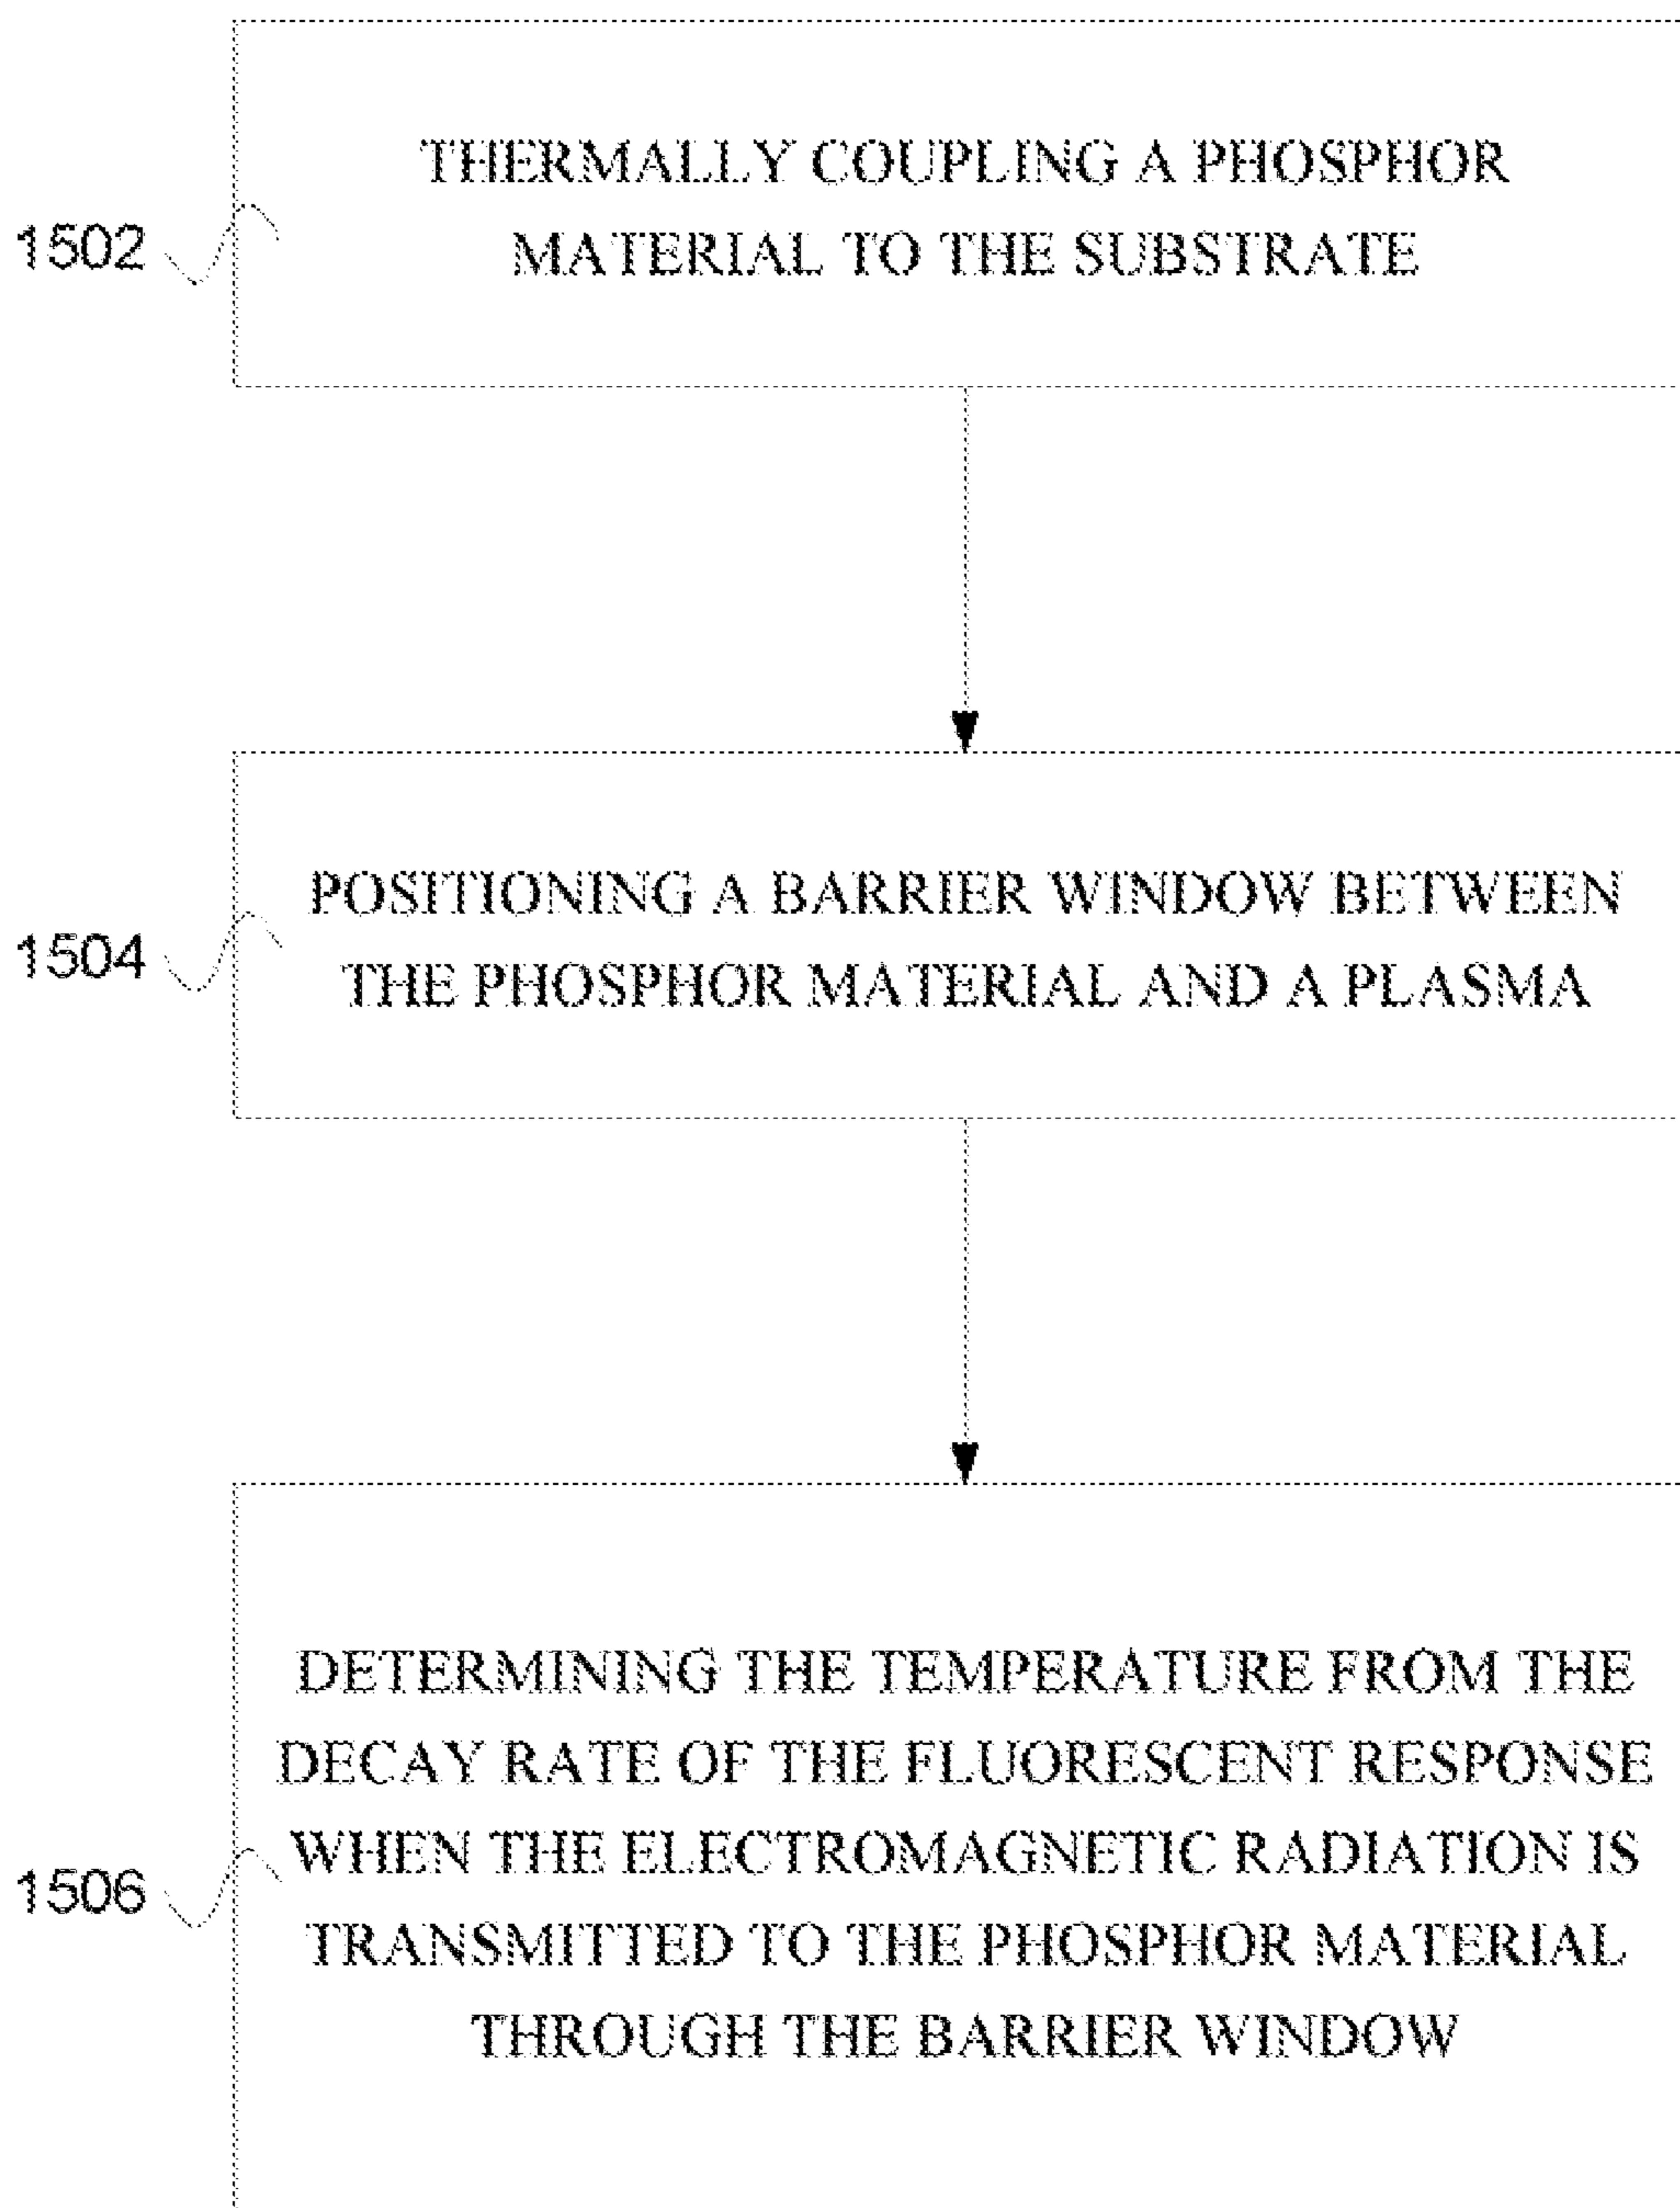 THERMALLY COUPLING A PHOSPHOR
MATERIAL TO THE SUBSTRATE
1502
POSITIONING A BARRIER WINDOW BETWEEN
THE PHOSPHOR MATERIAL AND A PLASMA
1504
DETERMINING THE TEMPERATURE FROM THE
DECAY RATE OF THE FLUORESCENT RESPONSE
WHEN THE ELECTROMAGNETIC RADIATION IS
TRANSMITTED TO THE PHOSPHOR MATERIAL
THROUGH THE BARRIER WINDOW
1506